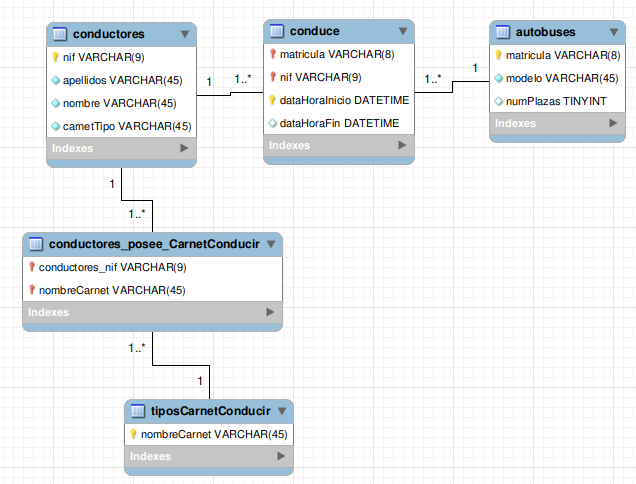 conductores
nif VARCHAR(9)
apellidos VARCHAR(45)
nombre VARCHAR(45)
carnetTipo VARCHAR(45)
Indexes
1
1..*
conduce
matricula VARCHAR(8)
nif VARCHAR(9)
dataHoraInicio DATETIME
dataHoraFin DATETIME
Indexes
1..*
1
autobuses
matricula VARCHAR(8)
modelo VARCHAR(45)
numPlazas TINYINT
Indexes
1
1..*
conductores_posee_CarnetConducir
conductores_nif VARCHAR(9)
nombreCarnet VARCHAR(45)
Indexes
1..*
1
tiposCarnetConducir
nombreCarnet VARCHAR(45)
Indexes